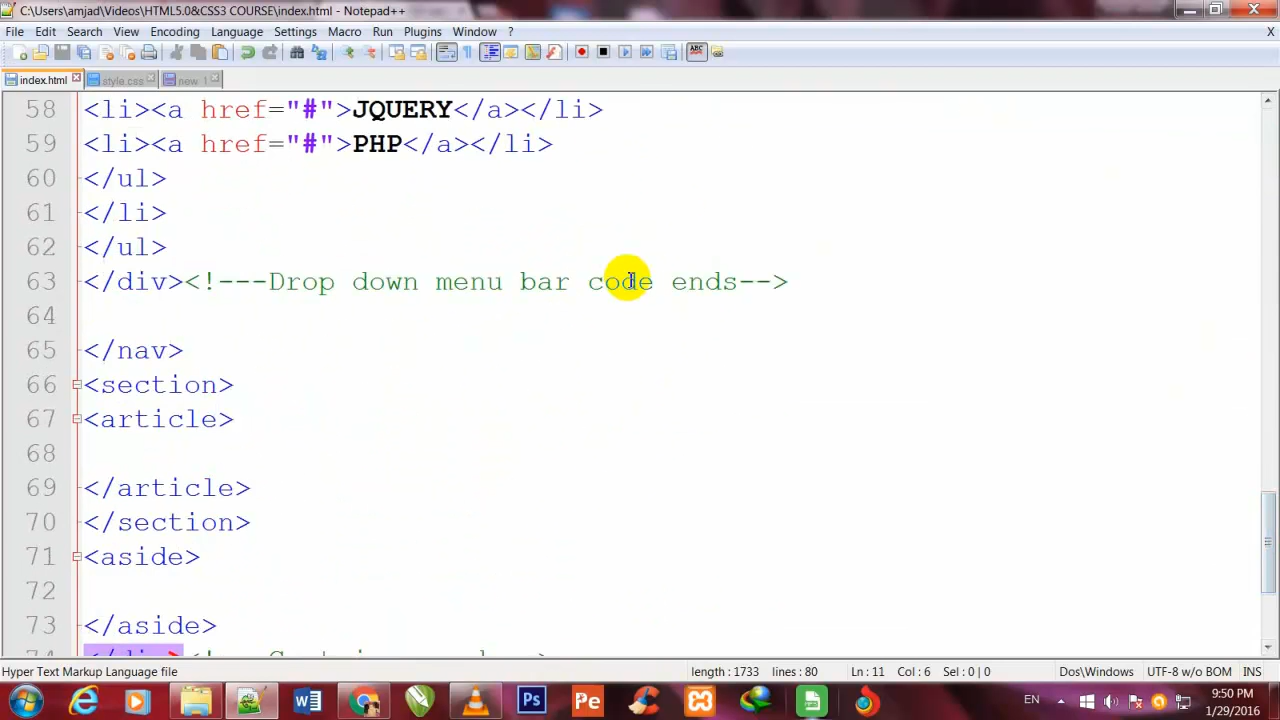 C:\Users\amjad\Videos\HTML5.0&CSS3 COURSE\index.html - Notepad++
File Edit Search View Encoding Language Settings Macro Run Plugins Window ? X
index.html style.css new 1
58 <li><a href="#">JQUERY</a></li>
59 <li><a href="#">PHP</a></li>
60 </ul>
61 </li>
62 </ul>
63 </div><!---Drop down menu bar code ends-->
64
65 </nav>
66 <section>
67 <article>
68
69 </article>
70 </section>
71 <aside>
72
73 </aside>
Hyper Text Markup Language file length : 1733 lines : 80 Ln : 11 Col : 6 Sel : 0 | 0 Dos\Windows UTF-8 w/o BOM INS
EN 9:50 PM
1/29/2016